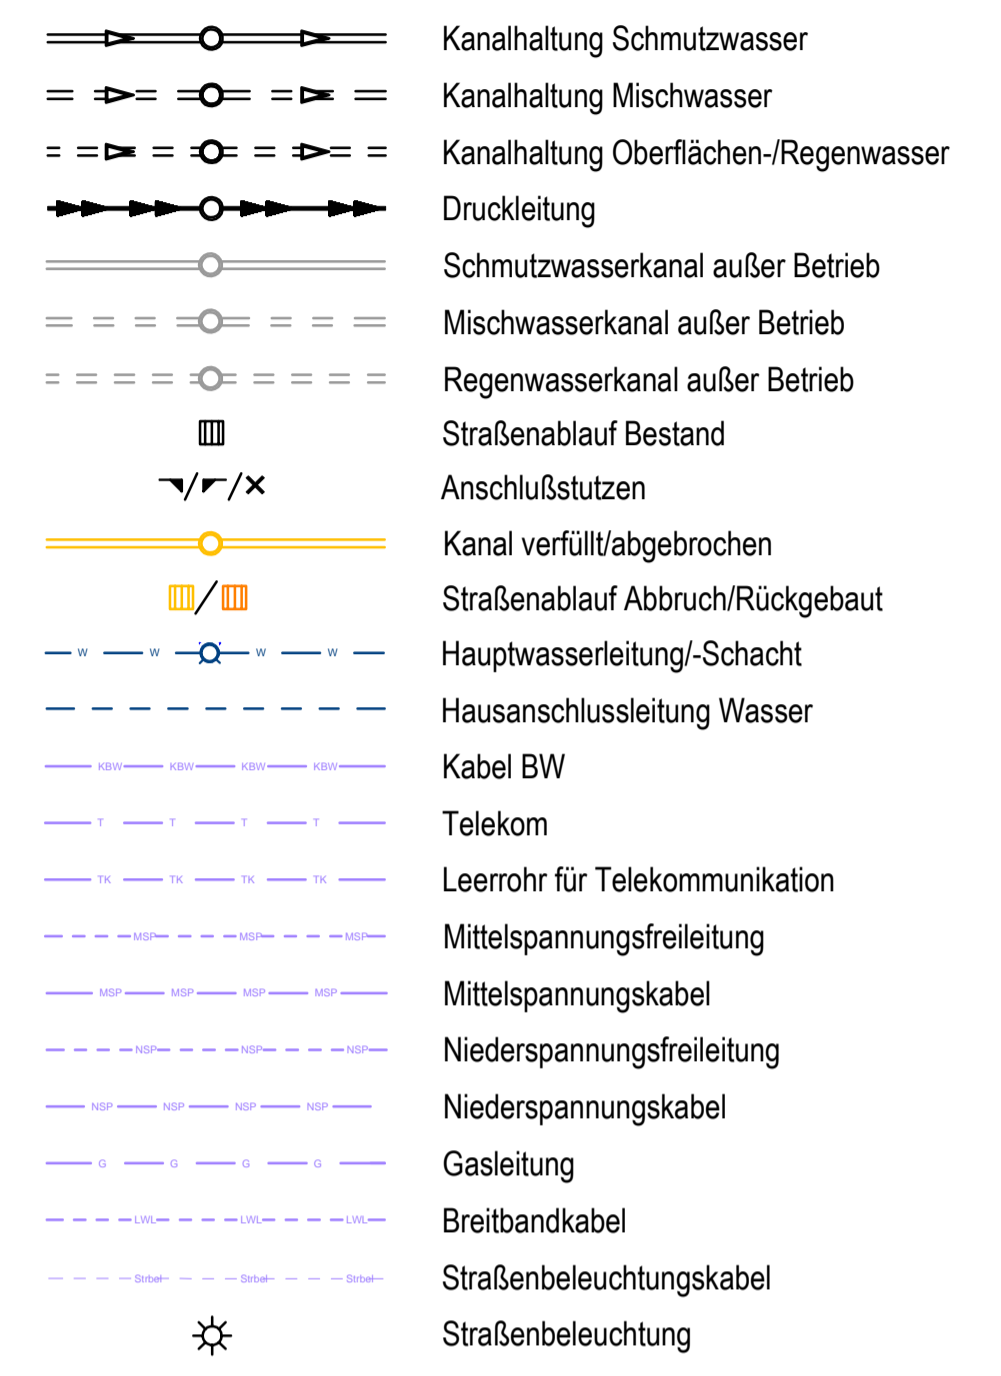 Kanalhaltung Schmutzwasser
Kanalhaltung Mischwasser
Kanalhaltung Oberflächen-/Regenwasser
Druckleitung
Schmutzwasserkanal außer Betrieb
Mischwasserkanal außer Betrieb
Regenwasserkanal außer Betrieb
Straßenablauf Bestand
Anschlußstutzen
Kanal verfüllt/abgebrochen
Straßenablauf Abbruch/Rückgebaut
W W W W Hauptwasserleitung/-Schacht
Hausanschlussleitung Wasser
KBW KBW KBW KBW Kabel BW
T T T T Telekom
TK TK TK TK Leerrohr für Telekommunikation
MSP MSP MSP Mittelspannungsfreileitung
MSP MSP MSP MSP Mittelspannungskabel
NSP NSP NSP Niederspannungsfreileitung
NSP NSP NSP NSP Niederspannungskabel
G G G G Gasleitung
LWL LWL LWL Breitbandkabel
Strbel Strbel Strbel Straßenbeleuchtungskabel
Straßenbeleuchtung